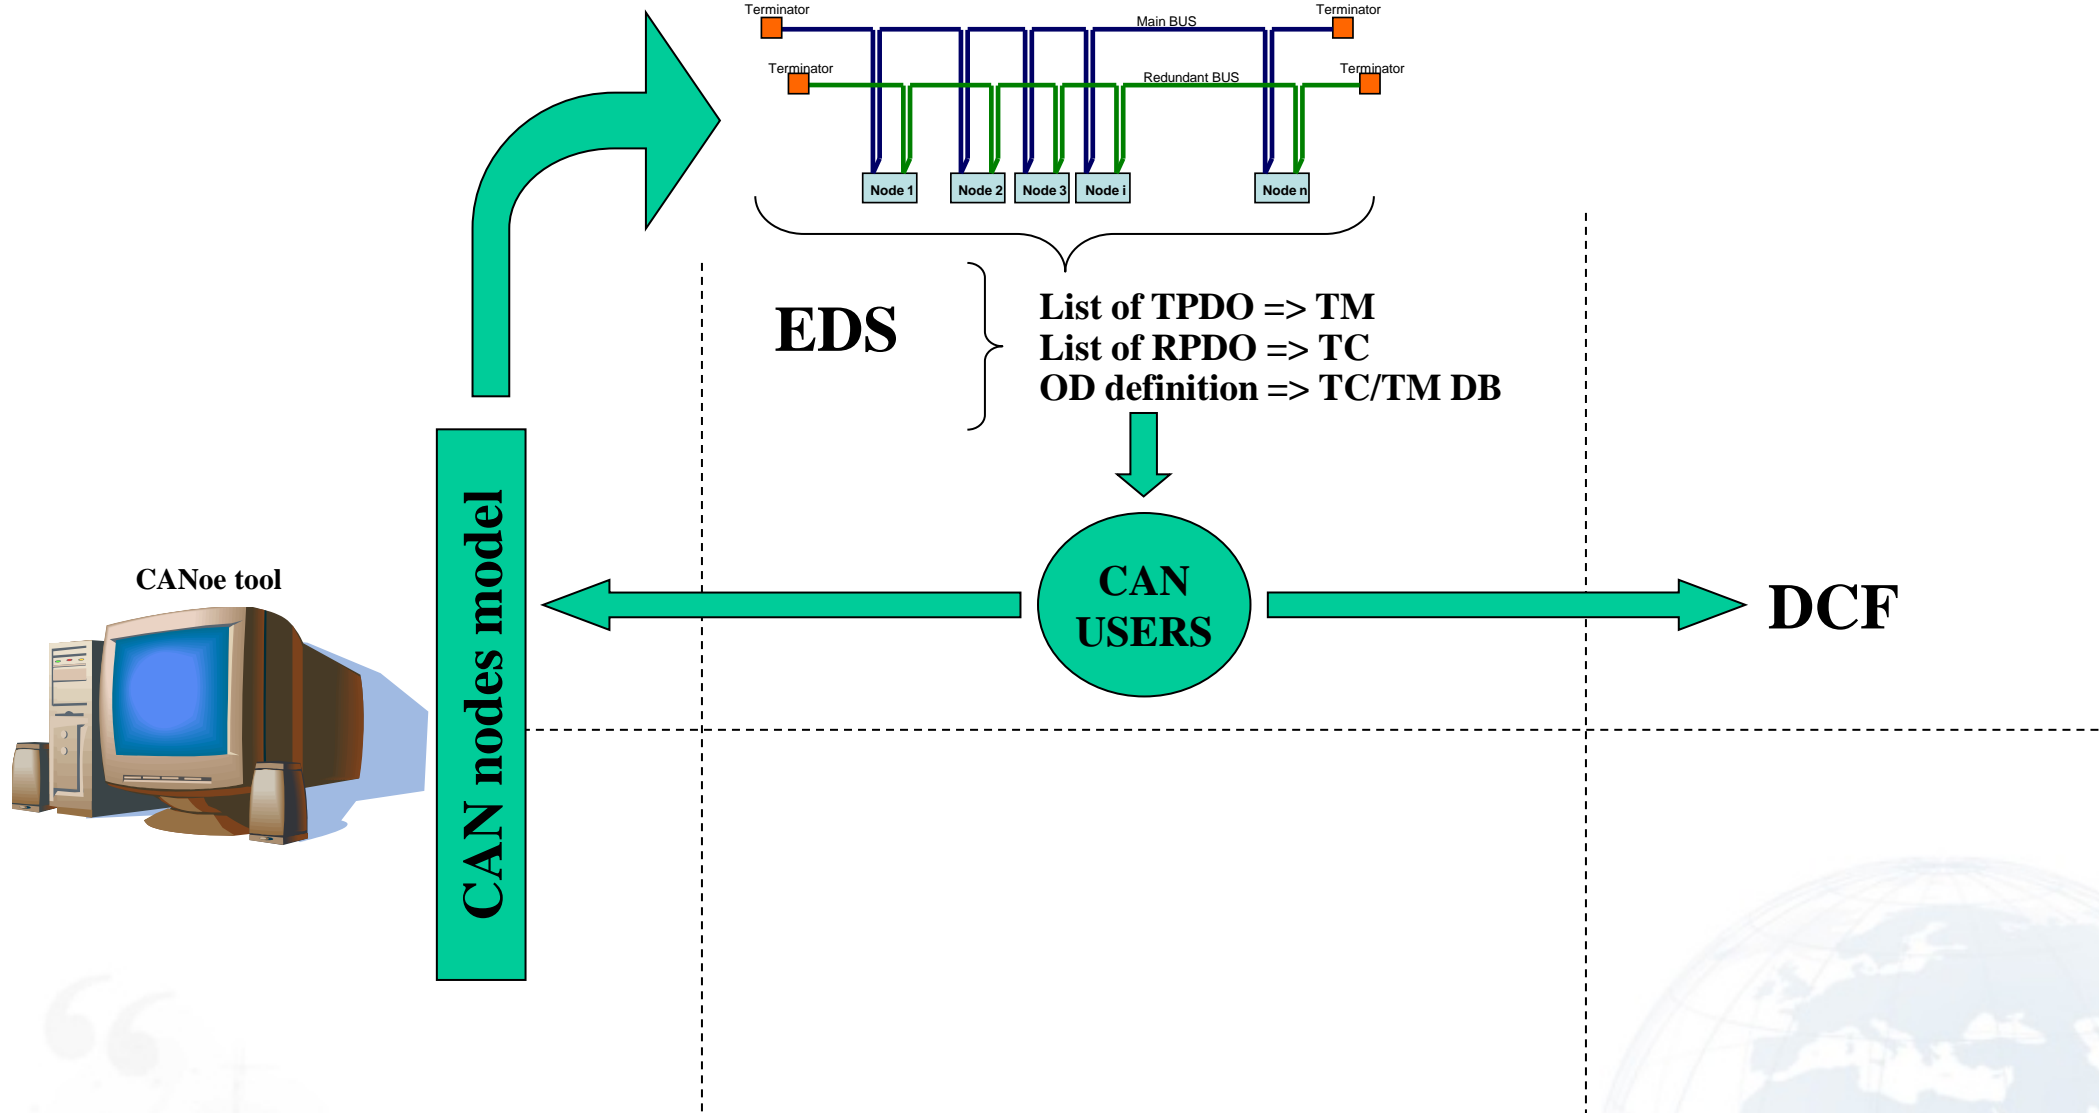 Terminator
Main BUS
Terminator
Terminator
Redundant BUS
Terminator
Node 1
Node 2
Node 3
Node i
Node n
EDS
List of TPDO => TM
List of RPDO => TC
OD definition => TC/TM DB
CANoe tool
CAN nodes model
CAN
USERS
DCF